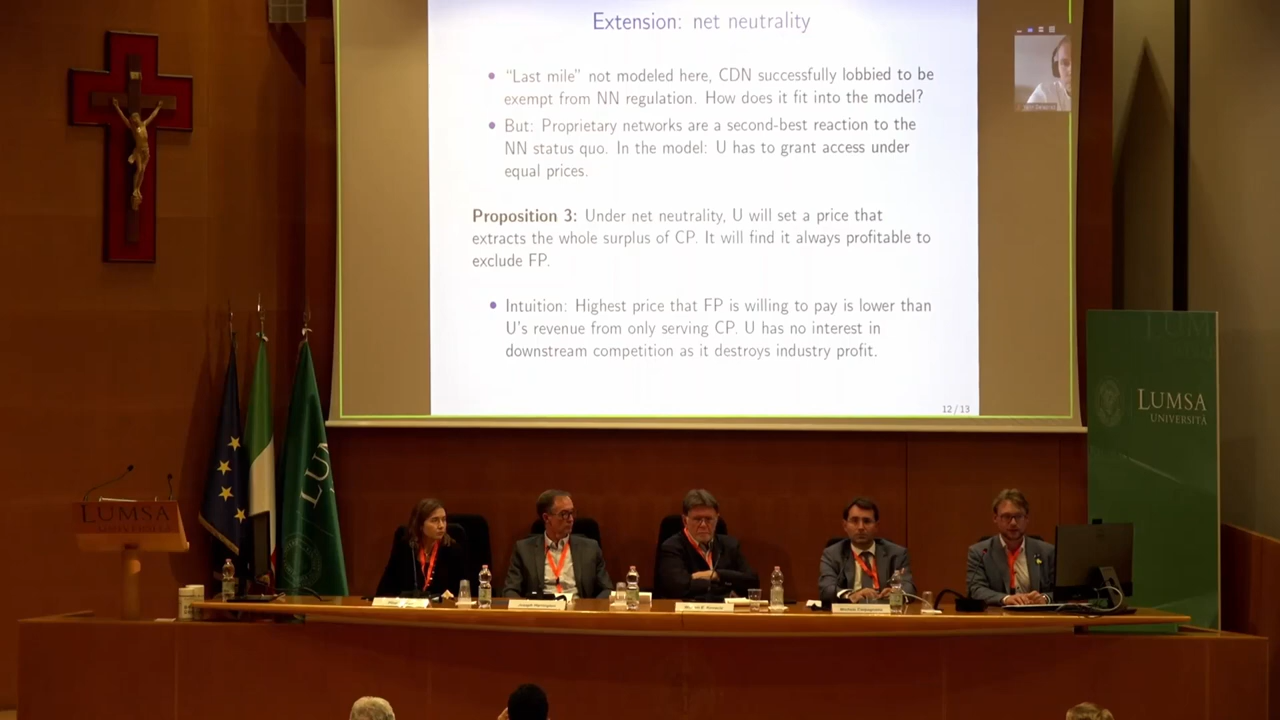 Extension: net neutrality
• “Last mile” not modeled here, CDN successfully lobbied to be
exempt from NN regulation. How does it fit into the model?
• But: Proprietary networks are a second-best reaction to the
NN status quo. In the model: U has to grant access under
equal prices.
Proposition 3: Under net neutrality, U will set a price that
extracts the whole surplus of CP. It will find it always profitable to
exclude FP.
• Intuition: Highest price that FP is willing to pay is lower than
U's revenue from only serving CP. U has no interest in
downstream competition as it destroys industry profit.
12 / 13
LUM
LUMSA
UNIVERSITÀ
LUM
LUMSA